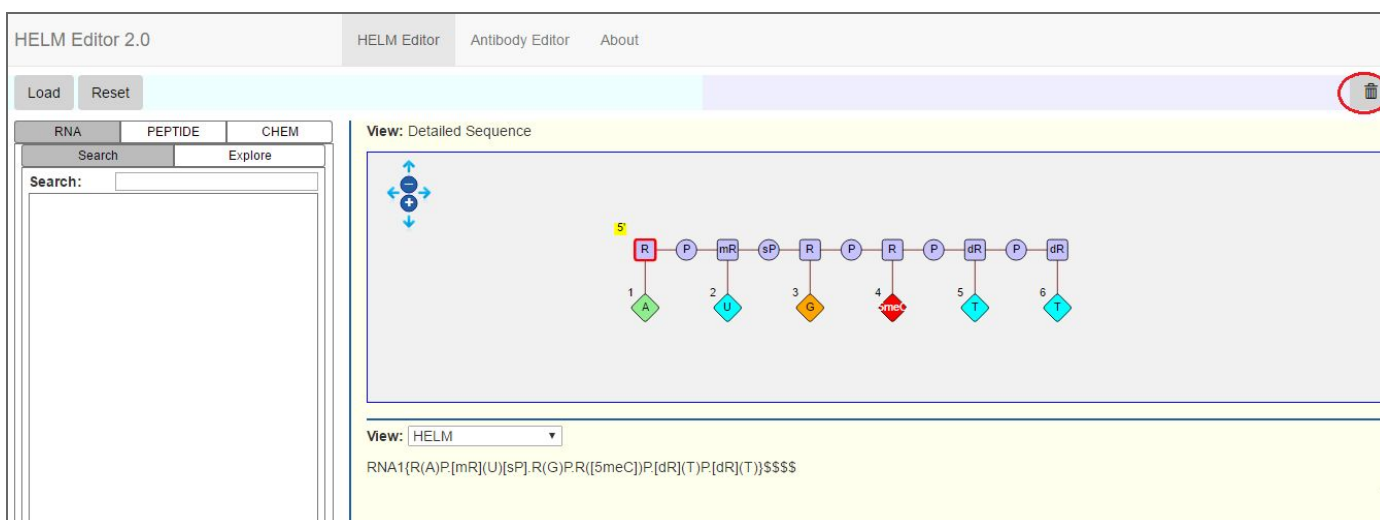 HELM Editor 2.0 HELM Editor Antibody Editor About
Load Reset
RNA PEPTIDE CHEM
Search Explore
Search:
View: Detailed Sequence
5'
R P mR sP R P R P dR P dR
1 2 3 4 5 6
A U G 5meC T T
View: HELM
RNA1{R(A)P.[mR](U)[sP].R(G)P.R([5meC])P.[dR](T)P.[dR](T)}$$$$